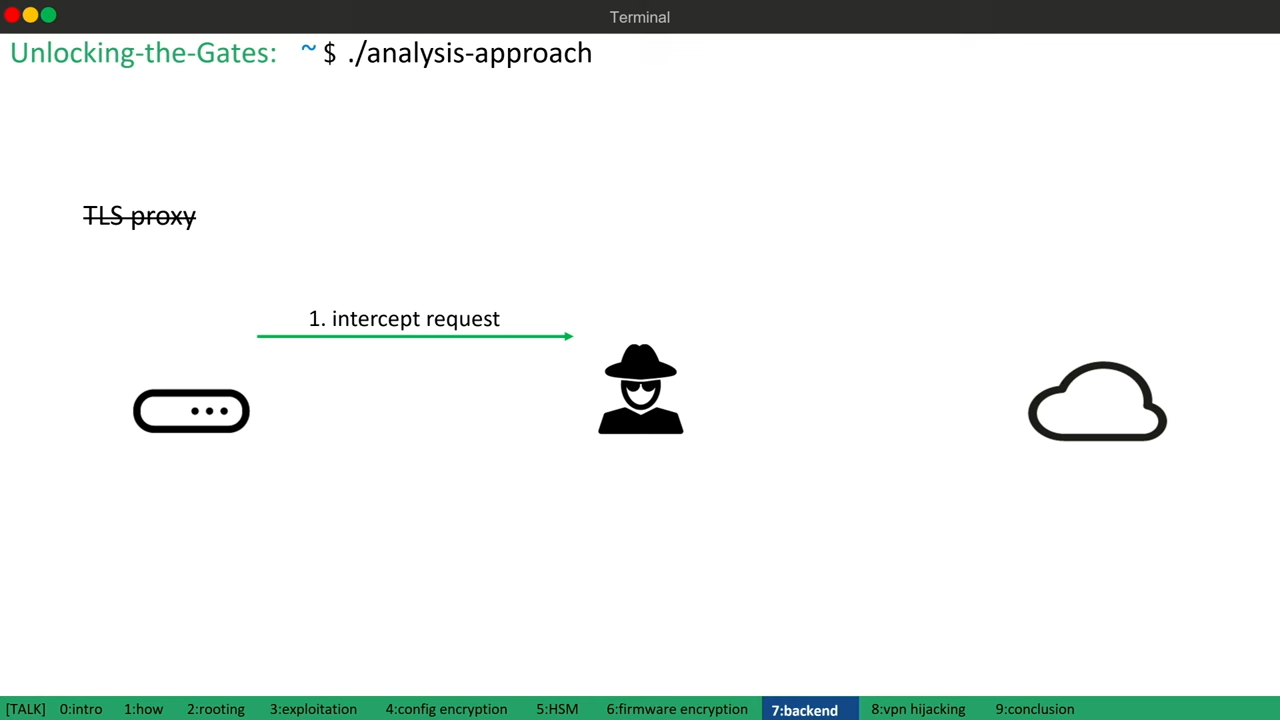 Terminal
Unlocking-the-Gates: ~ $ ./analysis-approach
TLS proxy
1. intercept request
[TALK] 0:intro 1:how 2:rooting 3:exploitation 4:config encryption 5:HSM 6:firmware encryption 7:backend 8:vpn hijacking 9:conclusion